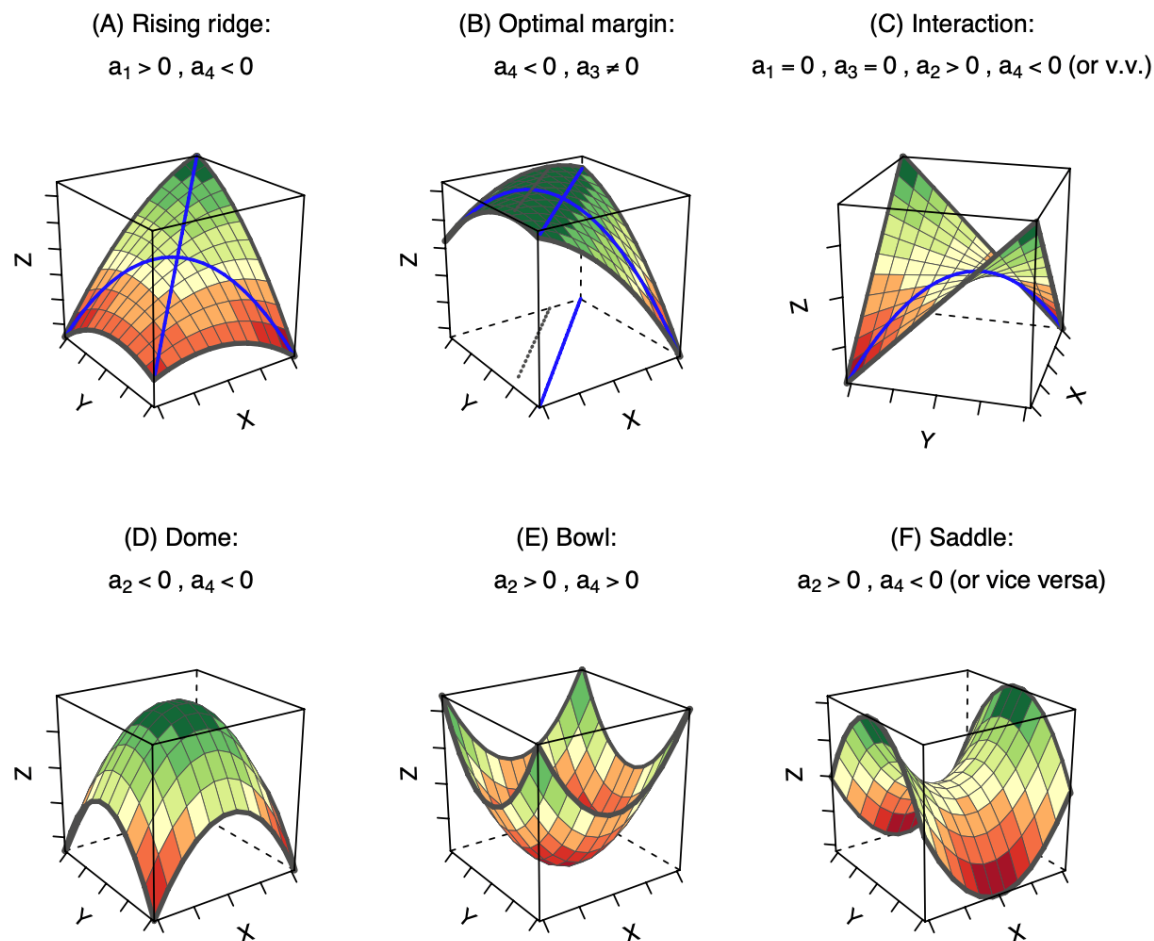 (A) Rising ridge:
a₁ > 0 , a₄ < 0
(B) Optimal margin:
a₄ < 0 , a₃ ≠ 0
(C) Interaction:
a₁ = 0 , a₃ = 0 , a₂ > 0 , a₄ < 0 (or v.v.)
Z
Y
X
Z
X
Z
Y
X
(D) Dome:
a₂ < 0 , a₄ < 0
(E) Bowl:
a₂ > 0 , a₄ > 0
(F) Saddle:
a₂ > 0 , a₄ < 0 (or vice versa)
Z
Y
X
Z
Y
X
Z
Y
X